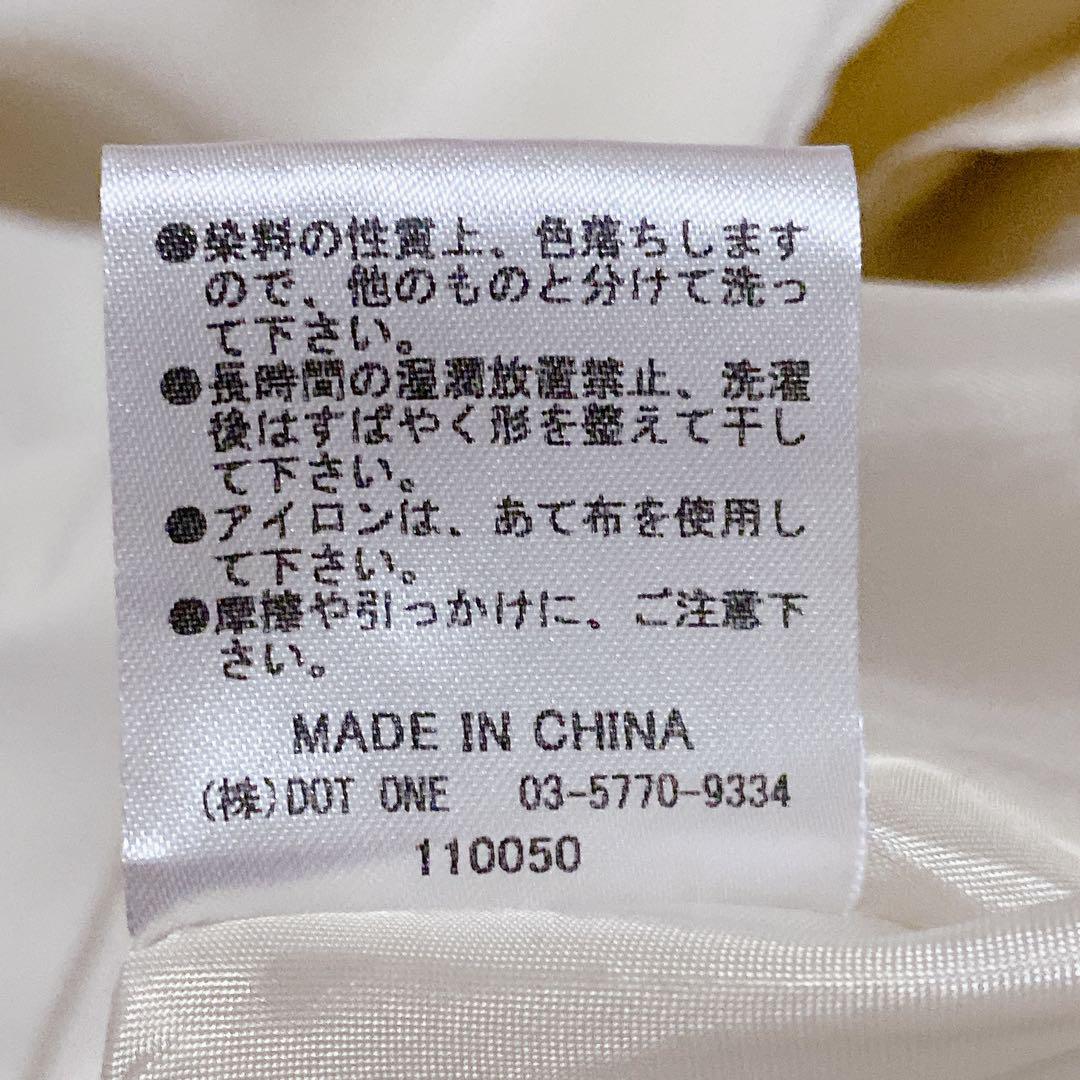 ●染料の性質上、色落ちします
ので、他のものと分けて洗っ
て下さい。
●長時間の湿潤放置禁止、洗濯
後はすばやく形を整えて干し
て下さい。
●アイロンは、あて布を使用し
て下さい。
●摩擦や引っかけに、ご注意下
さい。
MADE IN CHINA
(株)DOT ONE 03-5770-9334
110050